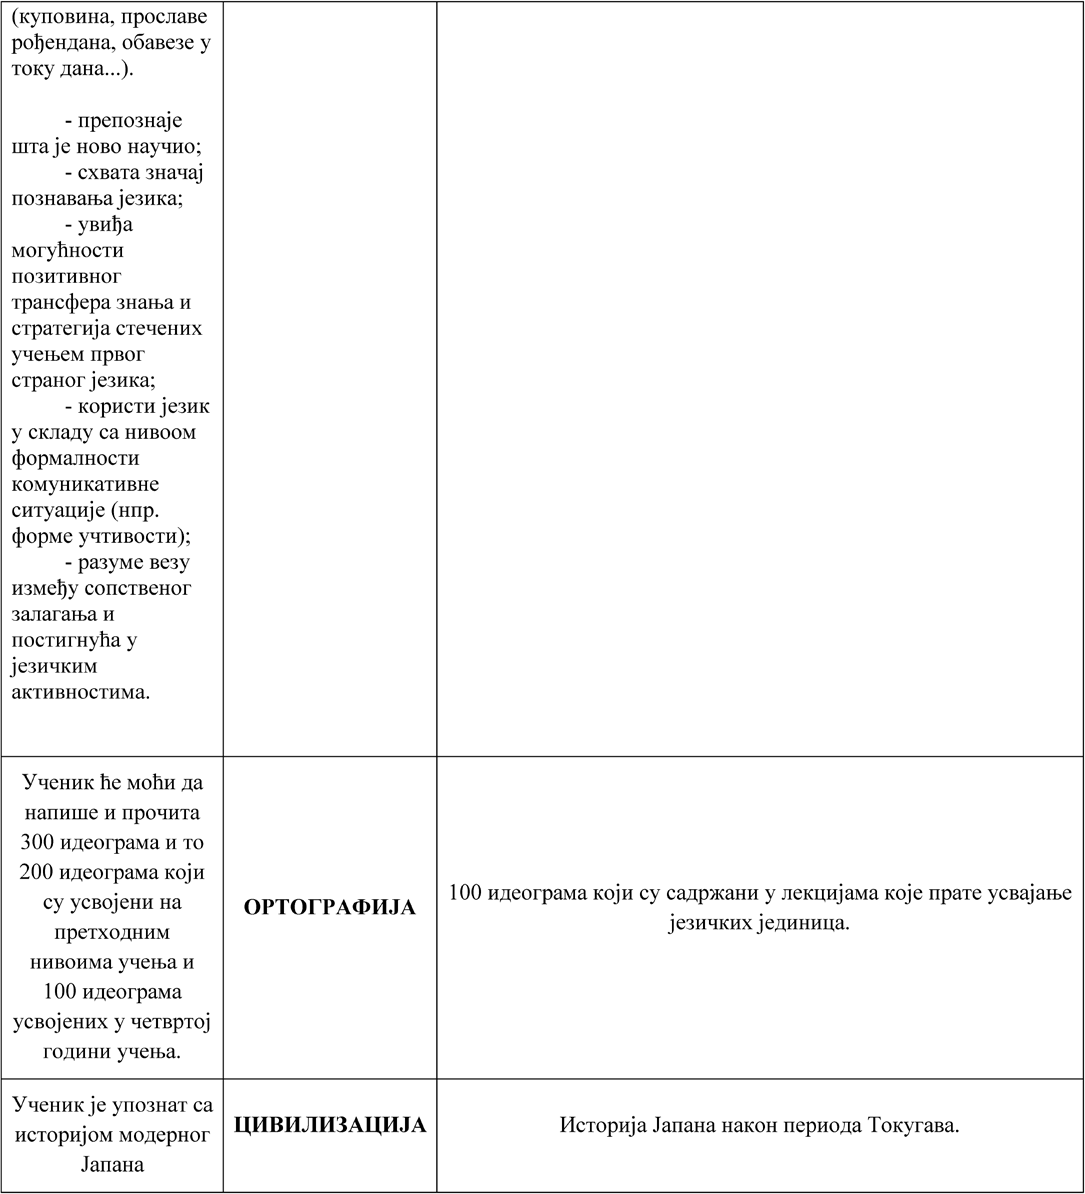 (куповина, прославе
рођендана, обавезе у
току дана...).
- препознаје
шта је ново научио;
- схвата значај
познавања језика;
- увиђа
могућности
позитивног
трансфера знања и
стратегија стечених
учењем првог
страног језика;
- користи језик
у складу са нивоом
формалности
комуникативне
ситуације (нпр.
форме учтивости);
- разуме везу
између сопственог
залагања и
постигнућа у
језичким
активностима.
Ученик ће моћи да
напише и прочита
300 идеограма и то
200 идеограма који
су усвојени на
претходним
нивоима учења и
100 идеограма
усвојених у четвртој
години учења.
ОРТОГРАФИЈА
100 идеограма који су садржани у лекцијама које прате усвајање
језичких јединица.
Ученик је упознат са
историјом модерног
Јапана
ЦИВИЛИЗАЦИЈА
Историја Јапана након периода Токугава.